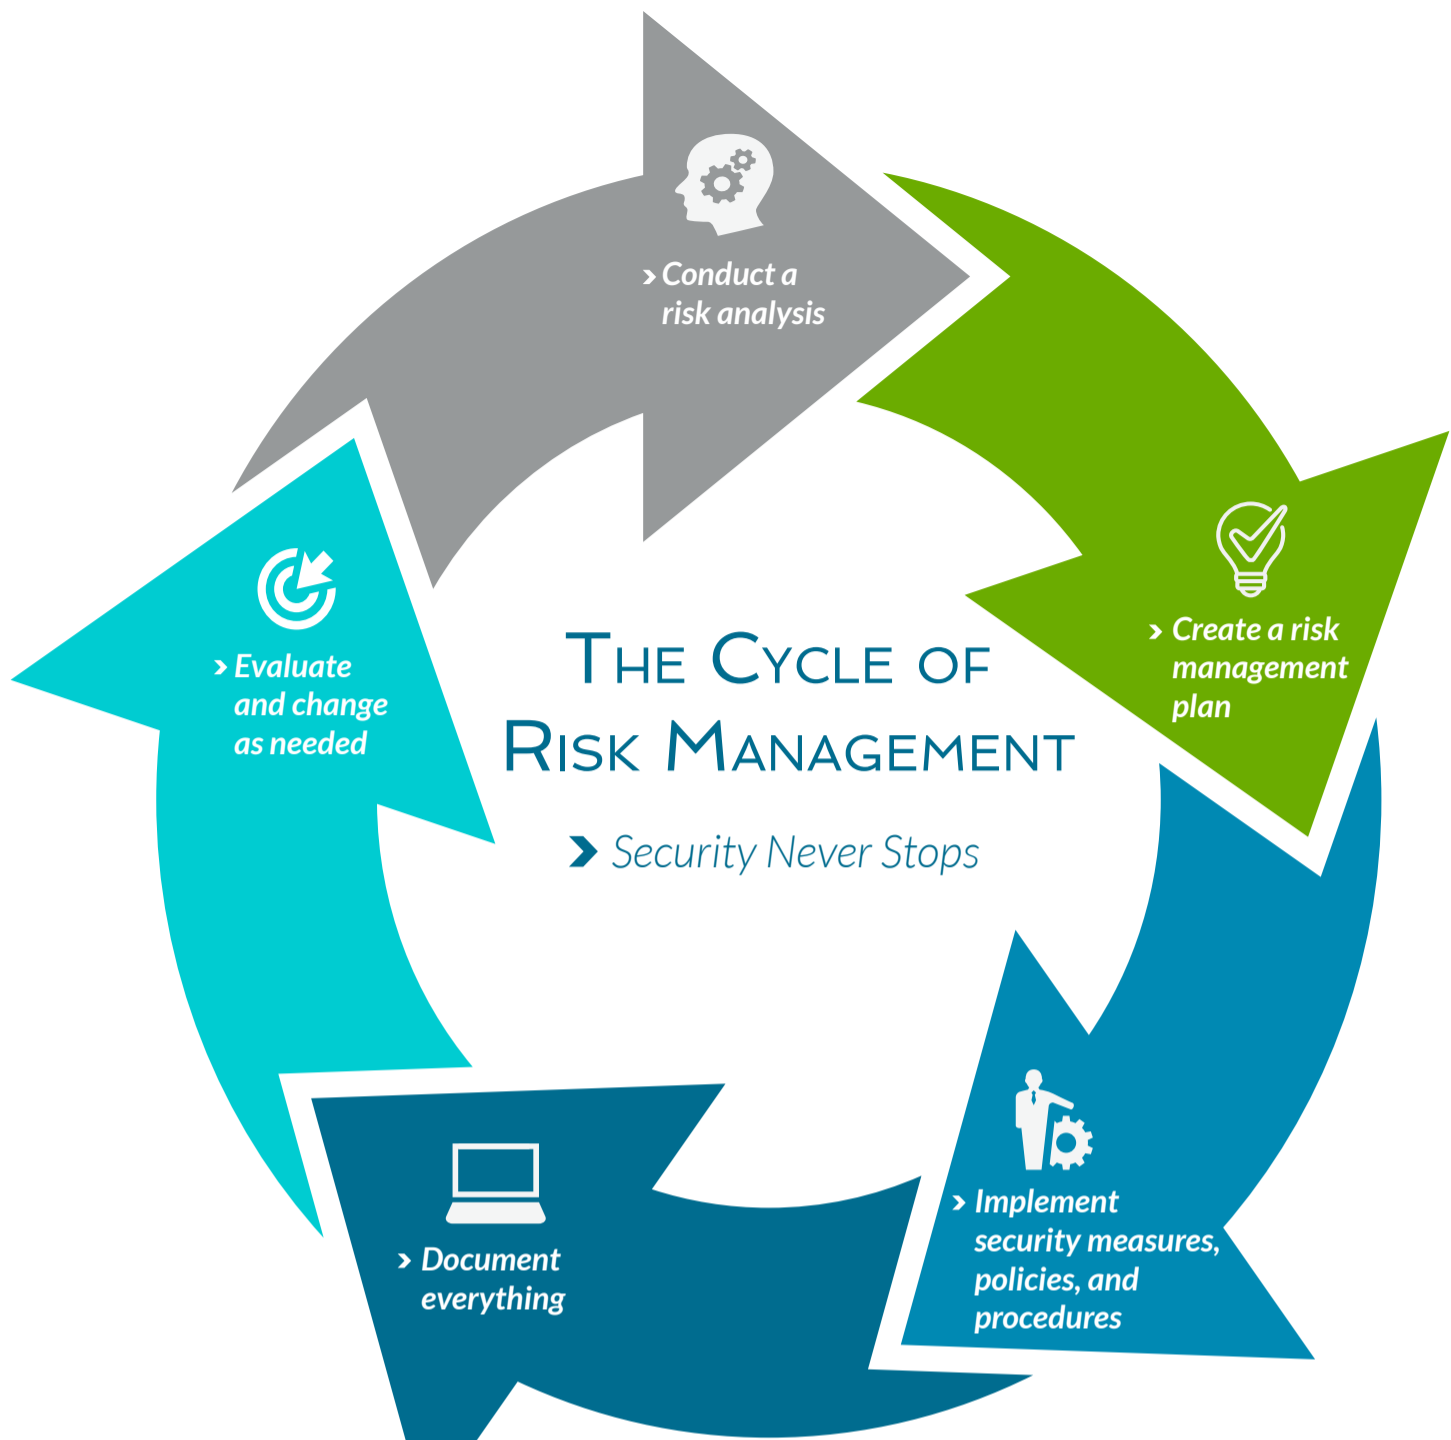 Conduct a
risk analysis
Create a risk
management
plan
Implement
security measures,
policies, and
procedures
Document
everything
Evaluate
and change
as needed
The Cycle of
Risk Management
Security Never Stops